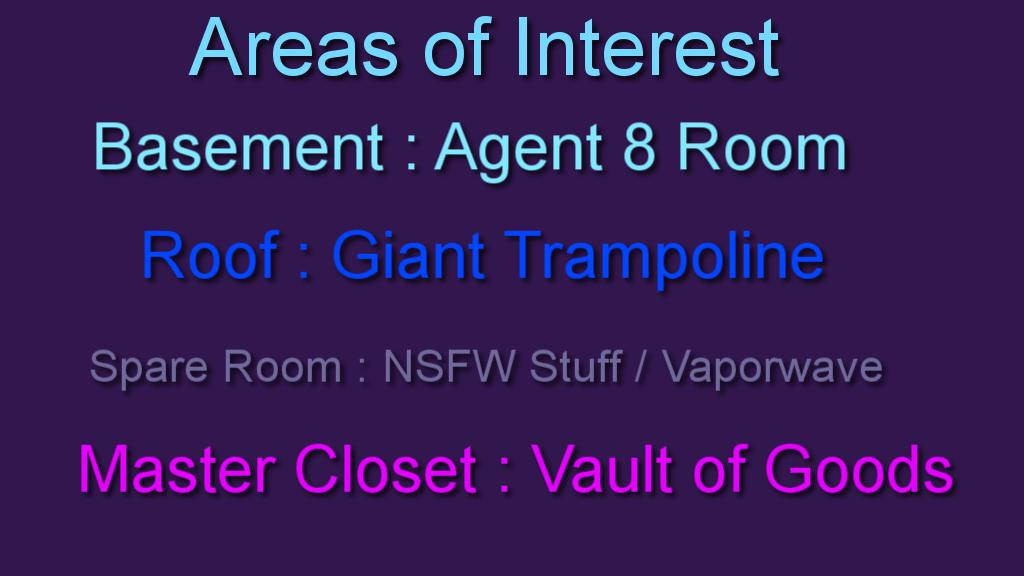 Areas of Interest
Basement : Agent 8 Room
Roof : Giant Trampoline
Spare Room : NSFW Stuff / Vaporwave
Master Closet : Vault of Goods